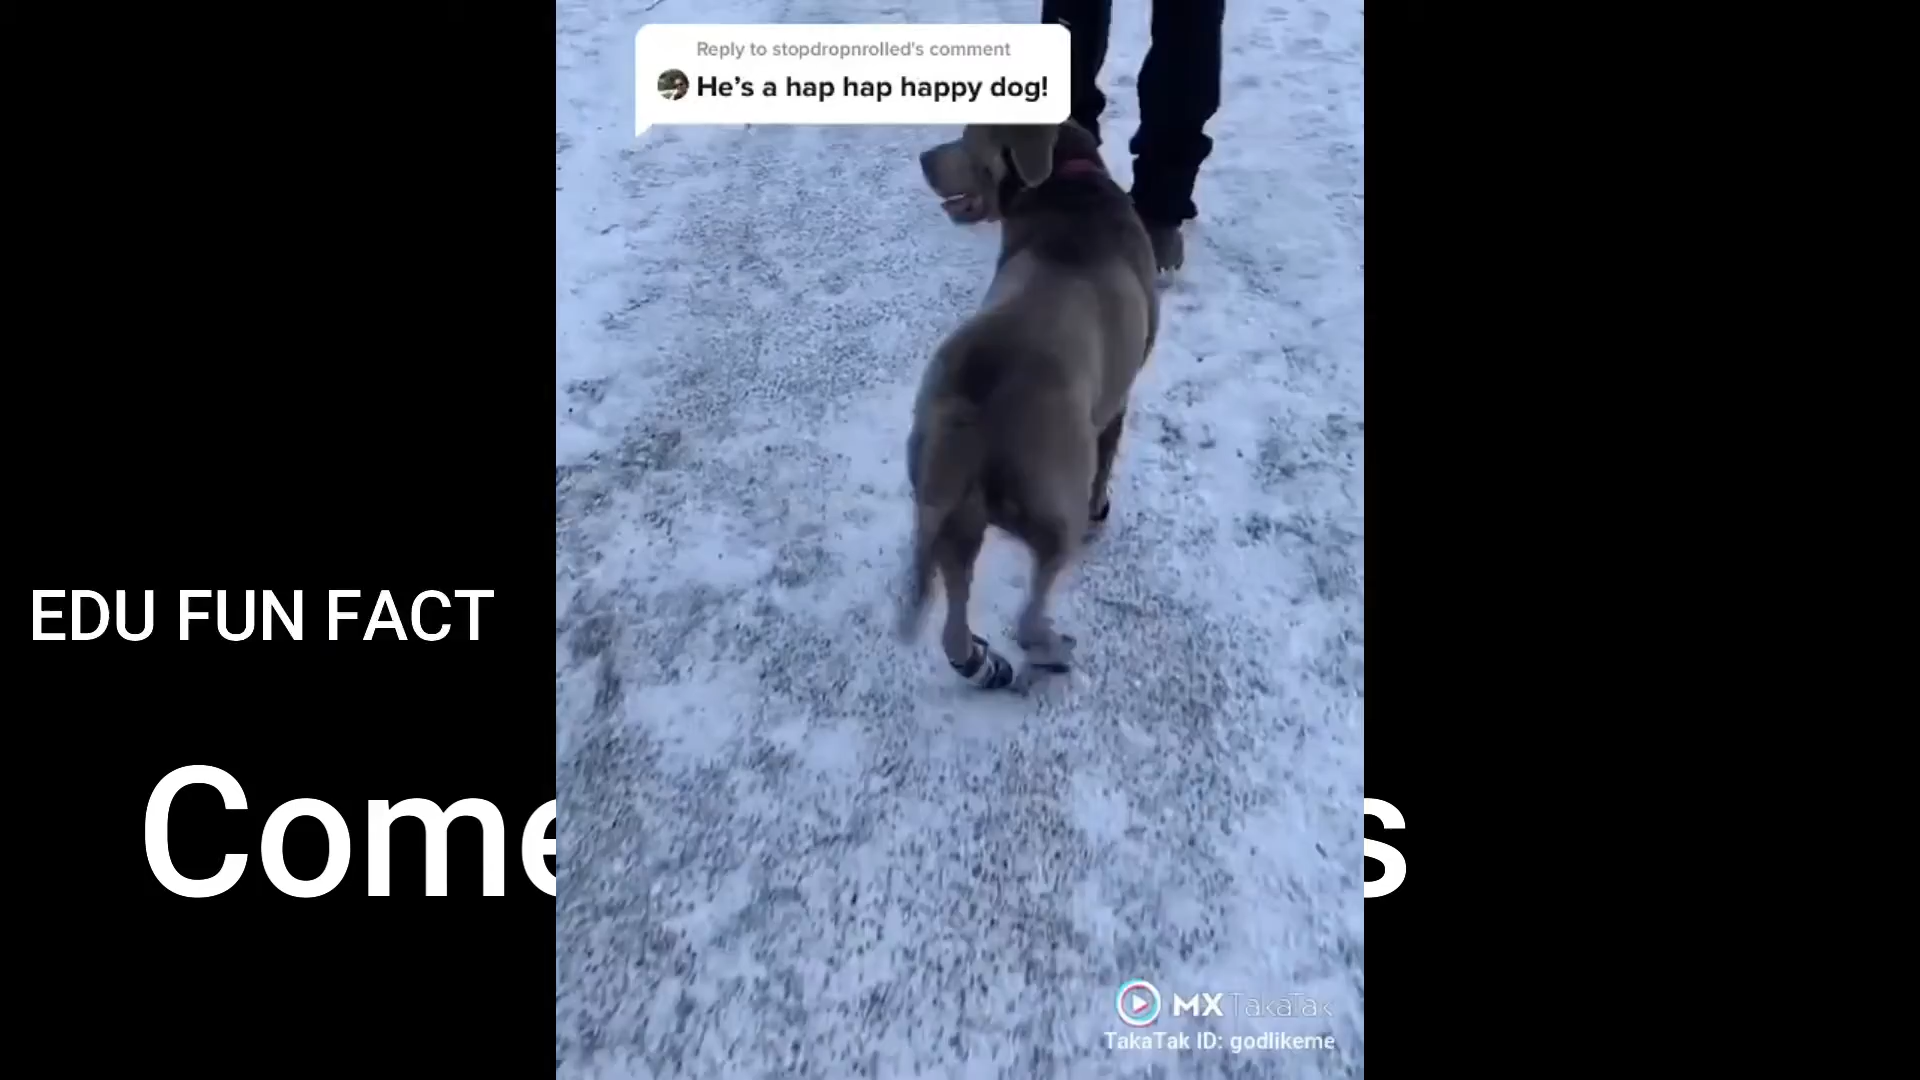 Reply to stopdropnrolled's comment
He's a hap hap happy dog!
EDU FUN FACT
Come
s
MX TakaTak
TakaTak ID: godlikeme